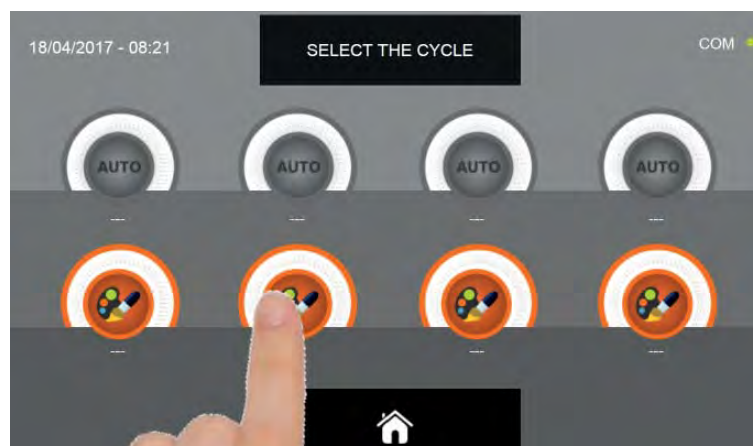 18/04/2017 - 08:21
SELECT THE CYCLE
COM
AUTO AUTO AUTO AUTO
--- --- --- ---
--- --- ---